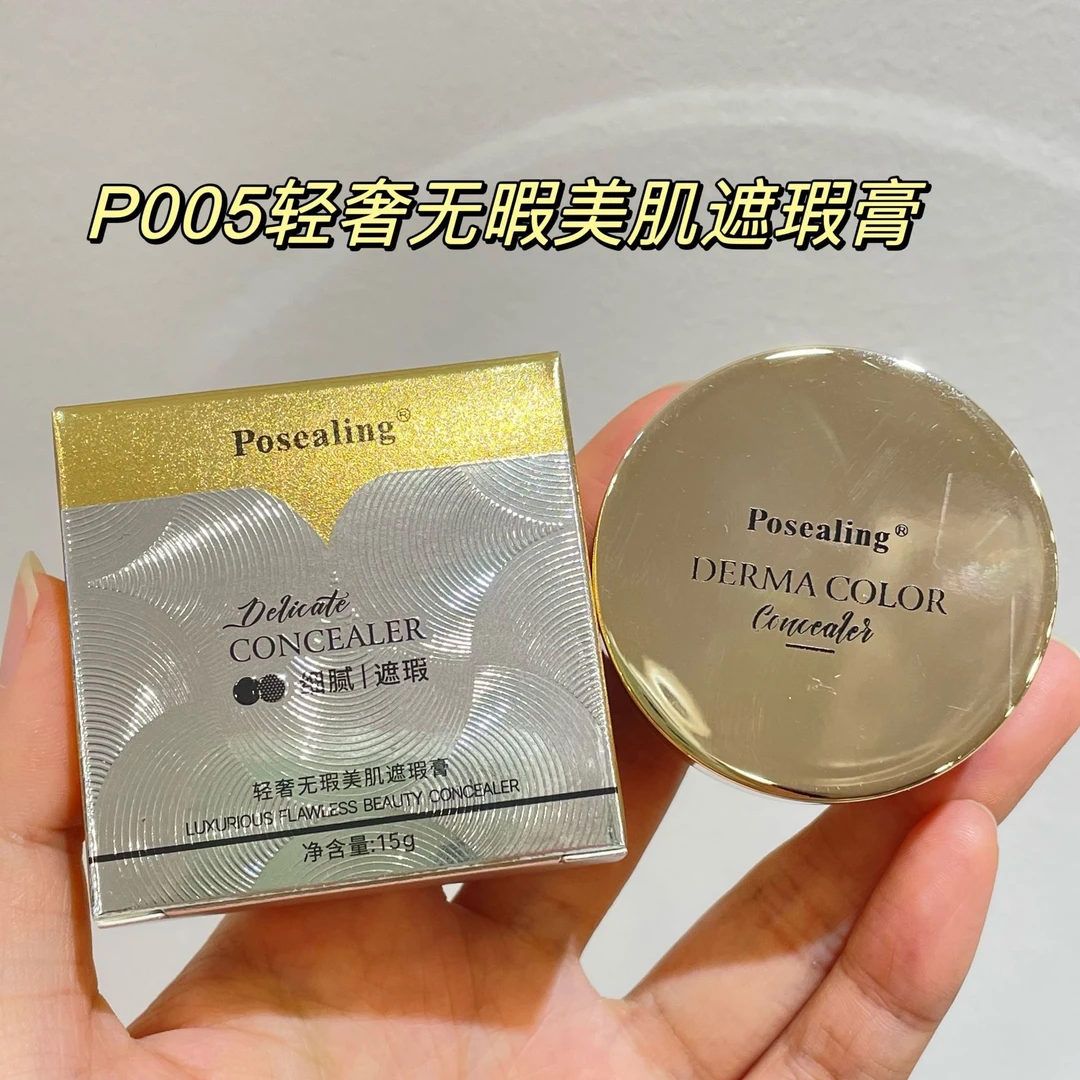 P005轻奢无暇美肌遮瑕膏
Posealing®
Delicate
CONCEALER
细腻|遮瑕
轻奢无瑕美肌遮瑕膏
LUXURIOUS FLAWLESS BEAUTY CONCEALER
净含量:15g
Posealing®
DERMA COLOR
Concealer